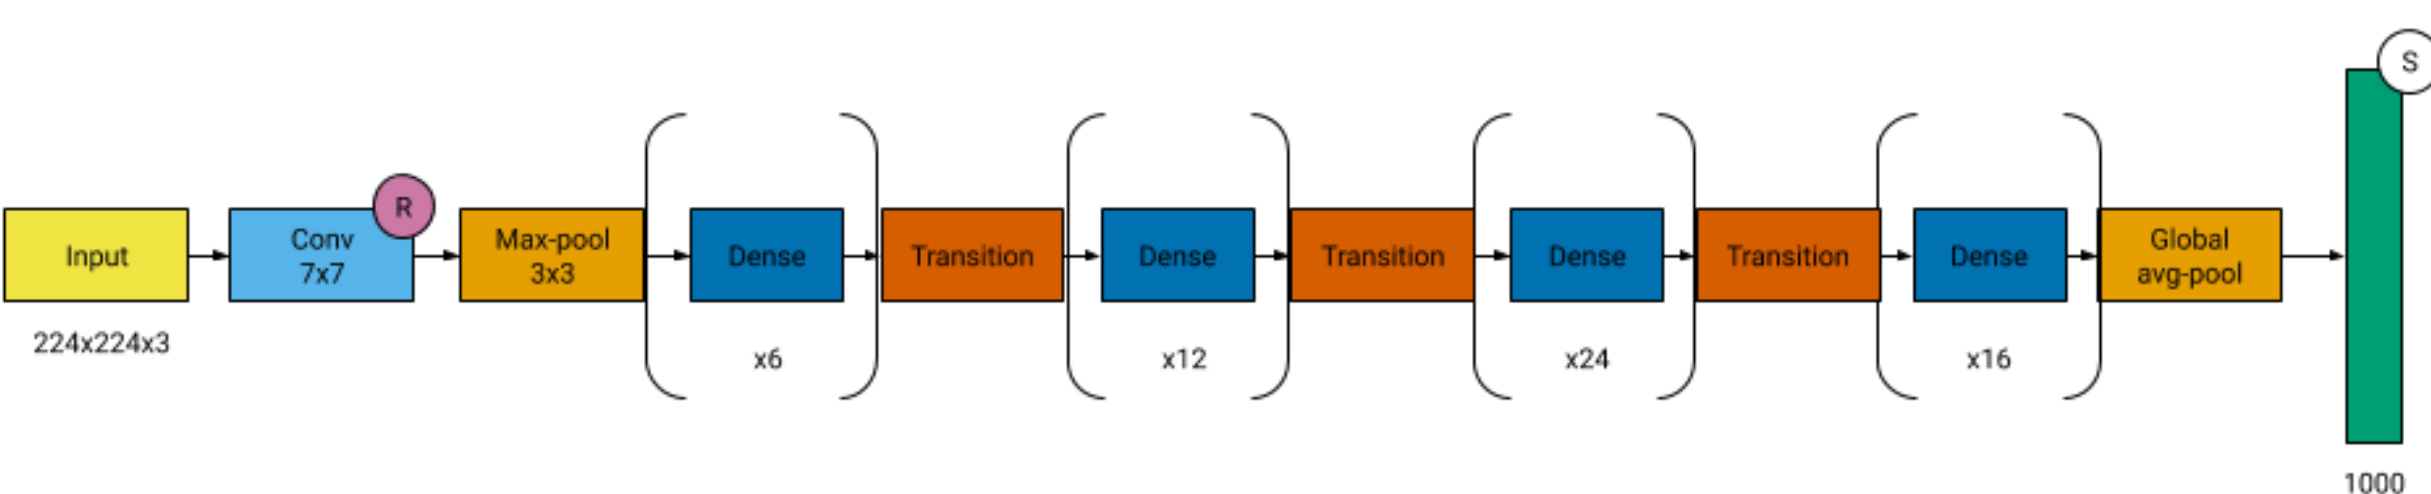 S
R
Input
Conv
7x7
Max-pool
3x3
Dense
Transition
Dense
Transition
Dense
Transition
Dense
Global
avg-pool
224x224x3
x6
x12
x24
x16
1000